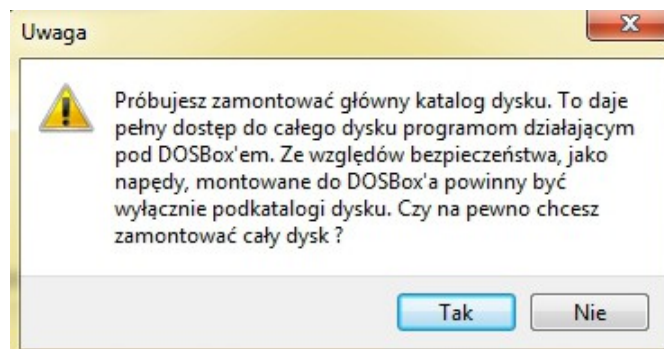 Uwaga
Próbujesz zamontować główny katalog dysku. To daje
pełny dostęp do całego dysku programom działającym
pod DOSBox'em. Ze względów bezpieczeństwa, jako
napędy, montowane do DOSBox'a powinny być
wyłącznie podkatalogi dysku. Czy na pewno chcesz
zamontować cały dysk ?
Tak
Nie